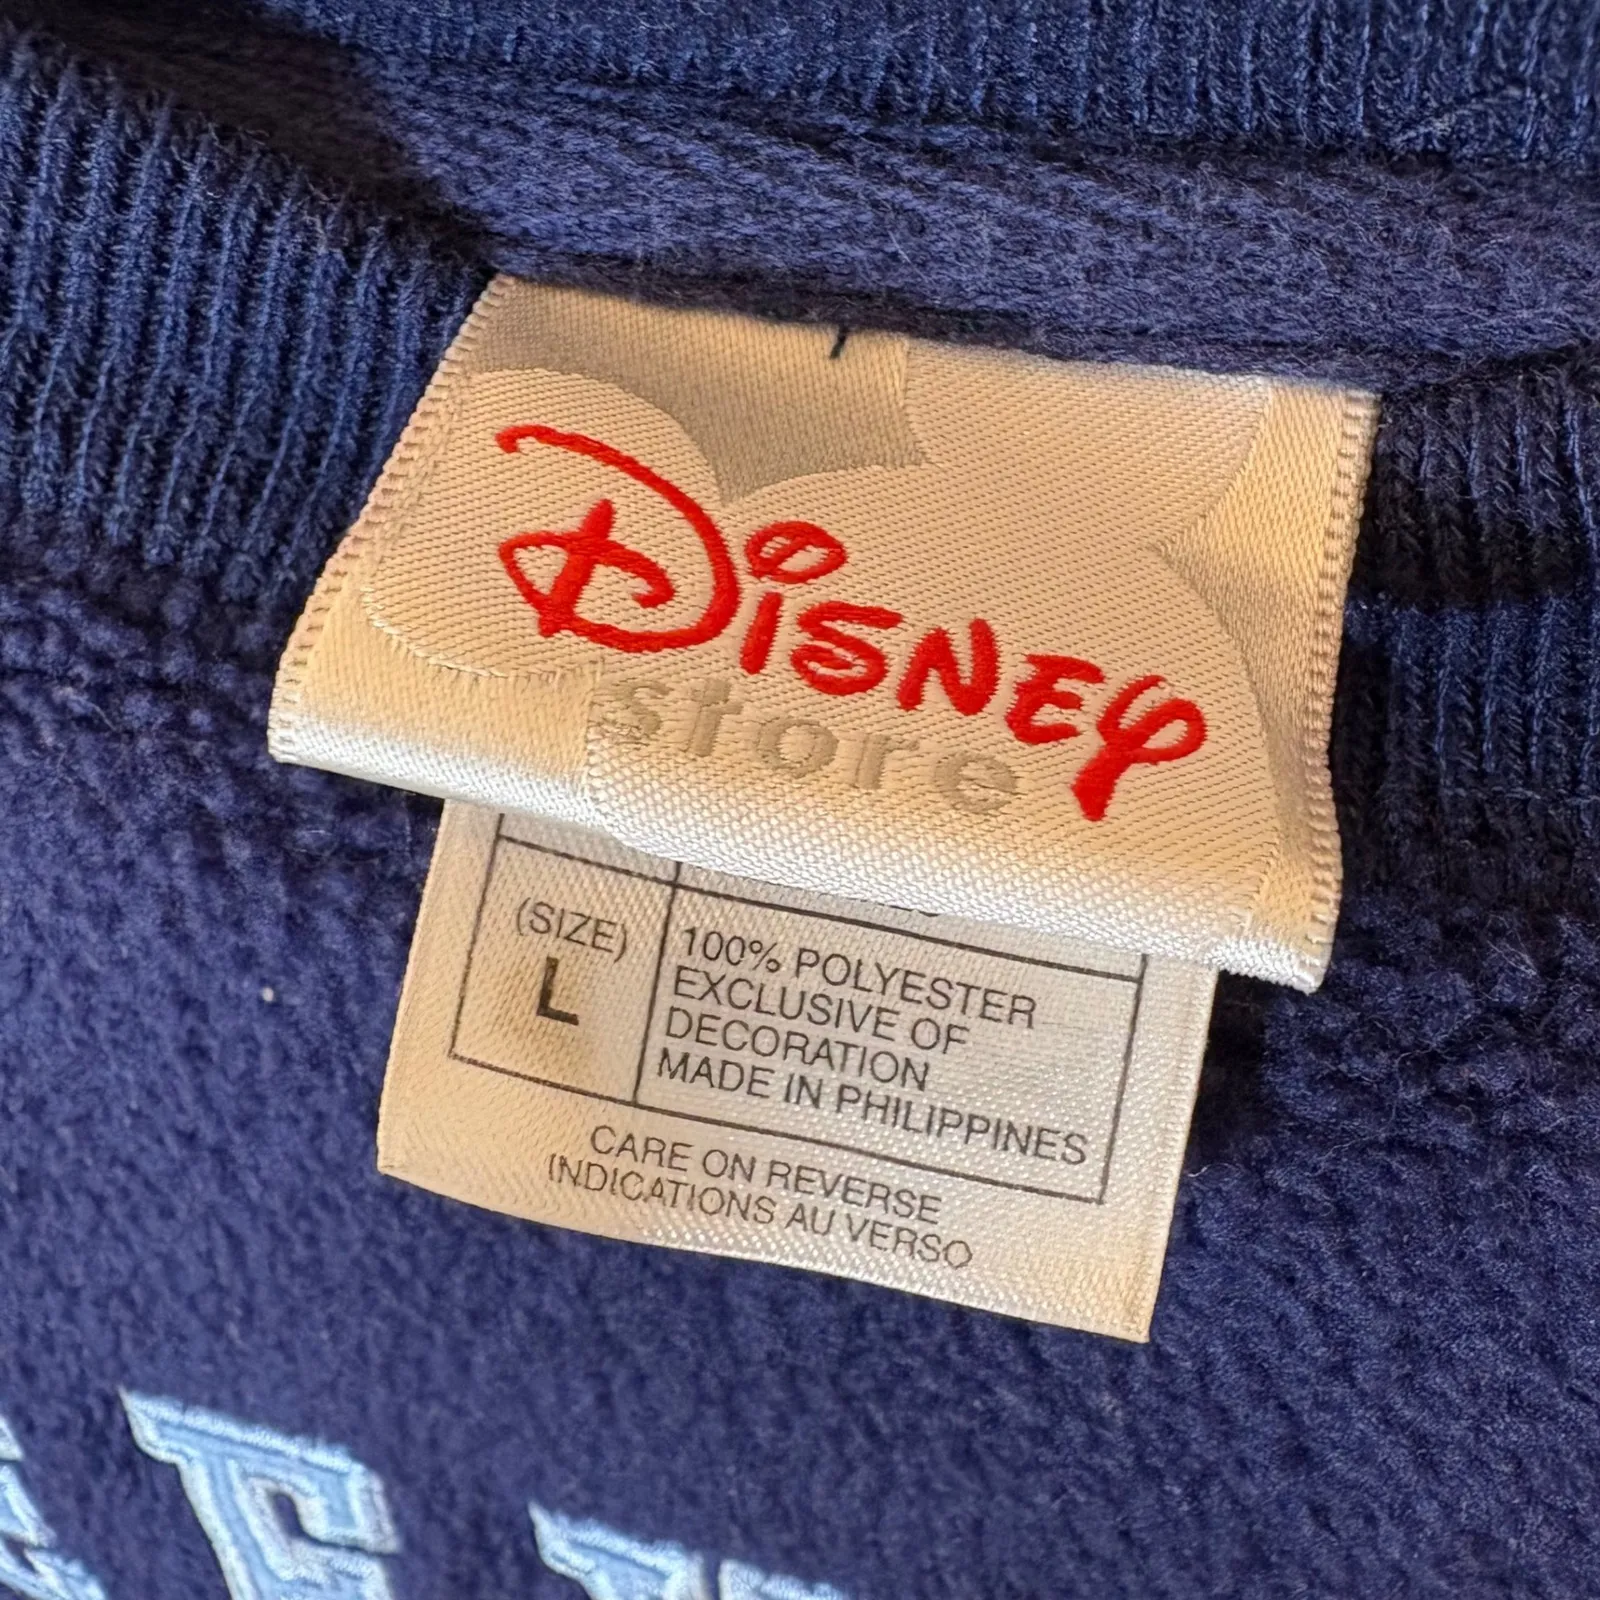 Disney
store
(SIZE)
L
100% POLYESTER
EXCLUSIVE OF
DECORATION
MADE IN PHILIPPINES
CARE ON REVERSE
INDICATIONS AU VERSO